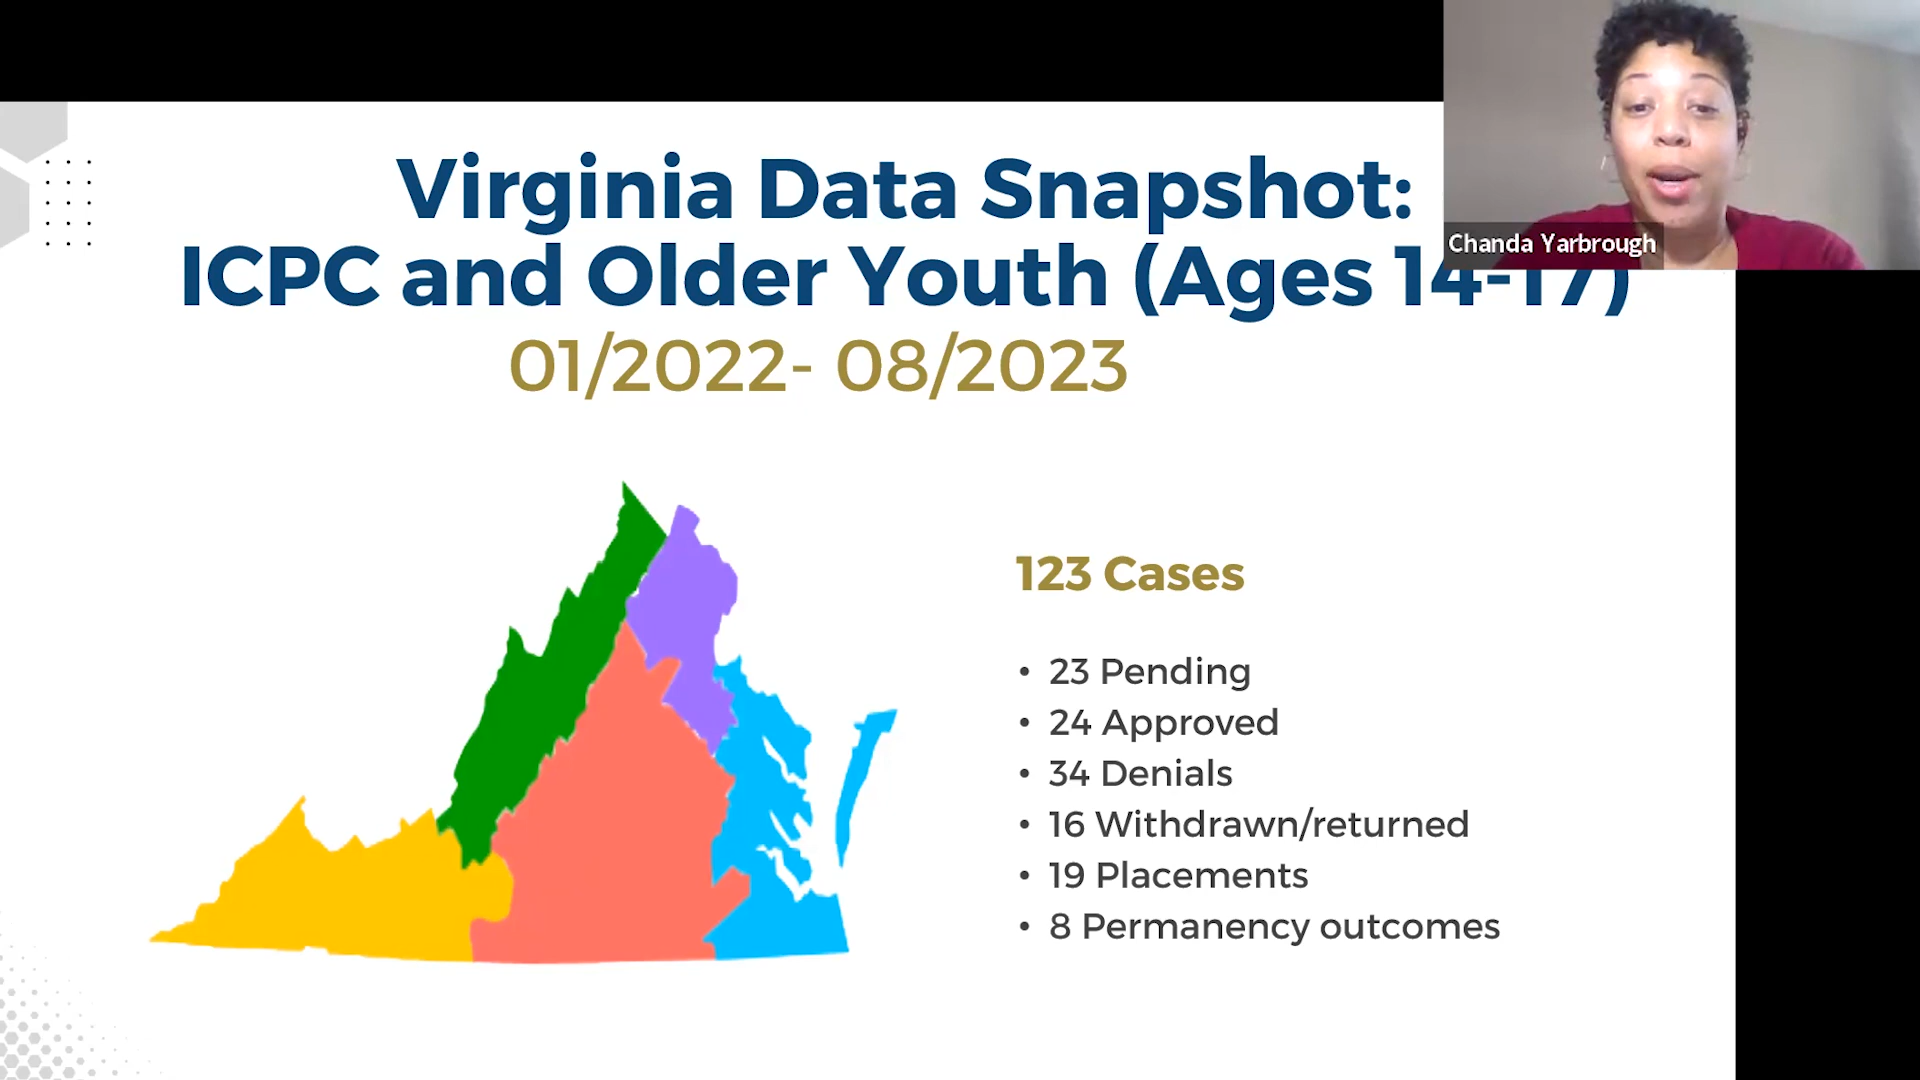 Virginia Data Snapshot:
ICPC and Older Youth (Ages 14-17)
01/2022- 08/2023
Chanda Yarbrough
123 Cases
• 23 Pending
• 24 Approved
• 34 Denials
• 16 Withdrawn/returned
• 19 Placements
• 8 Permanency outcomes